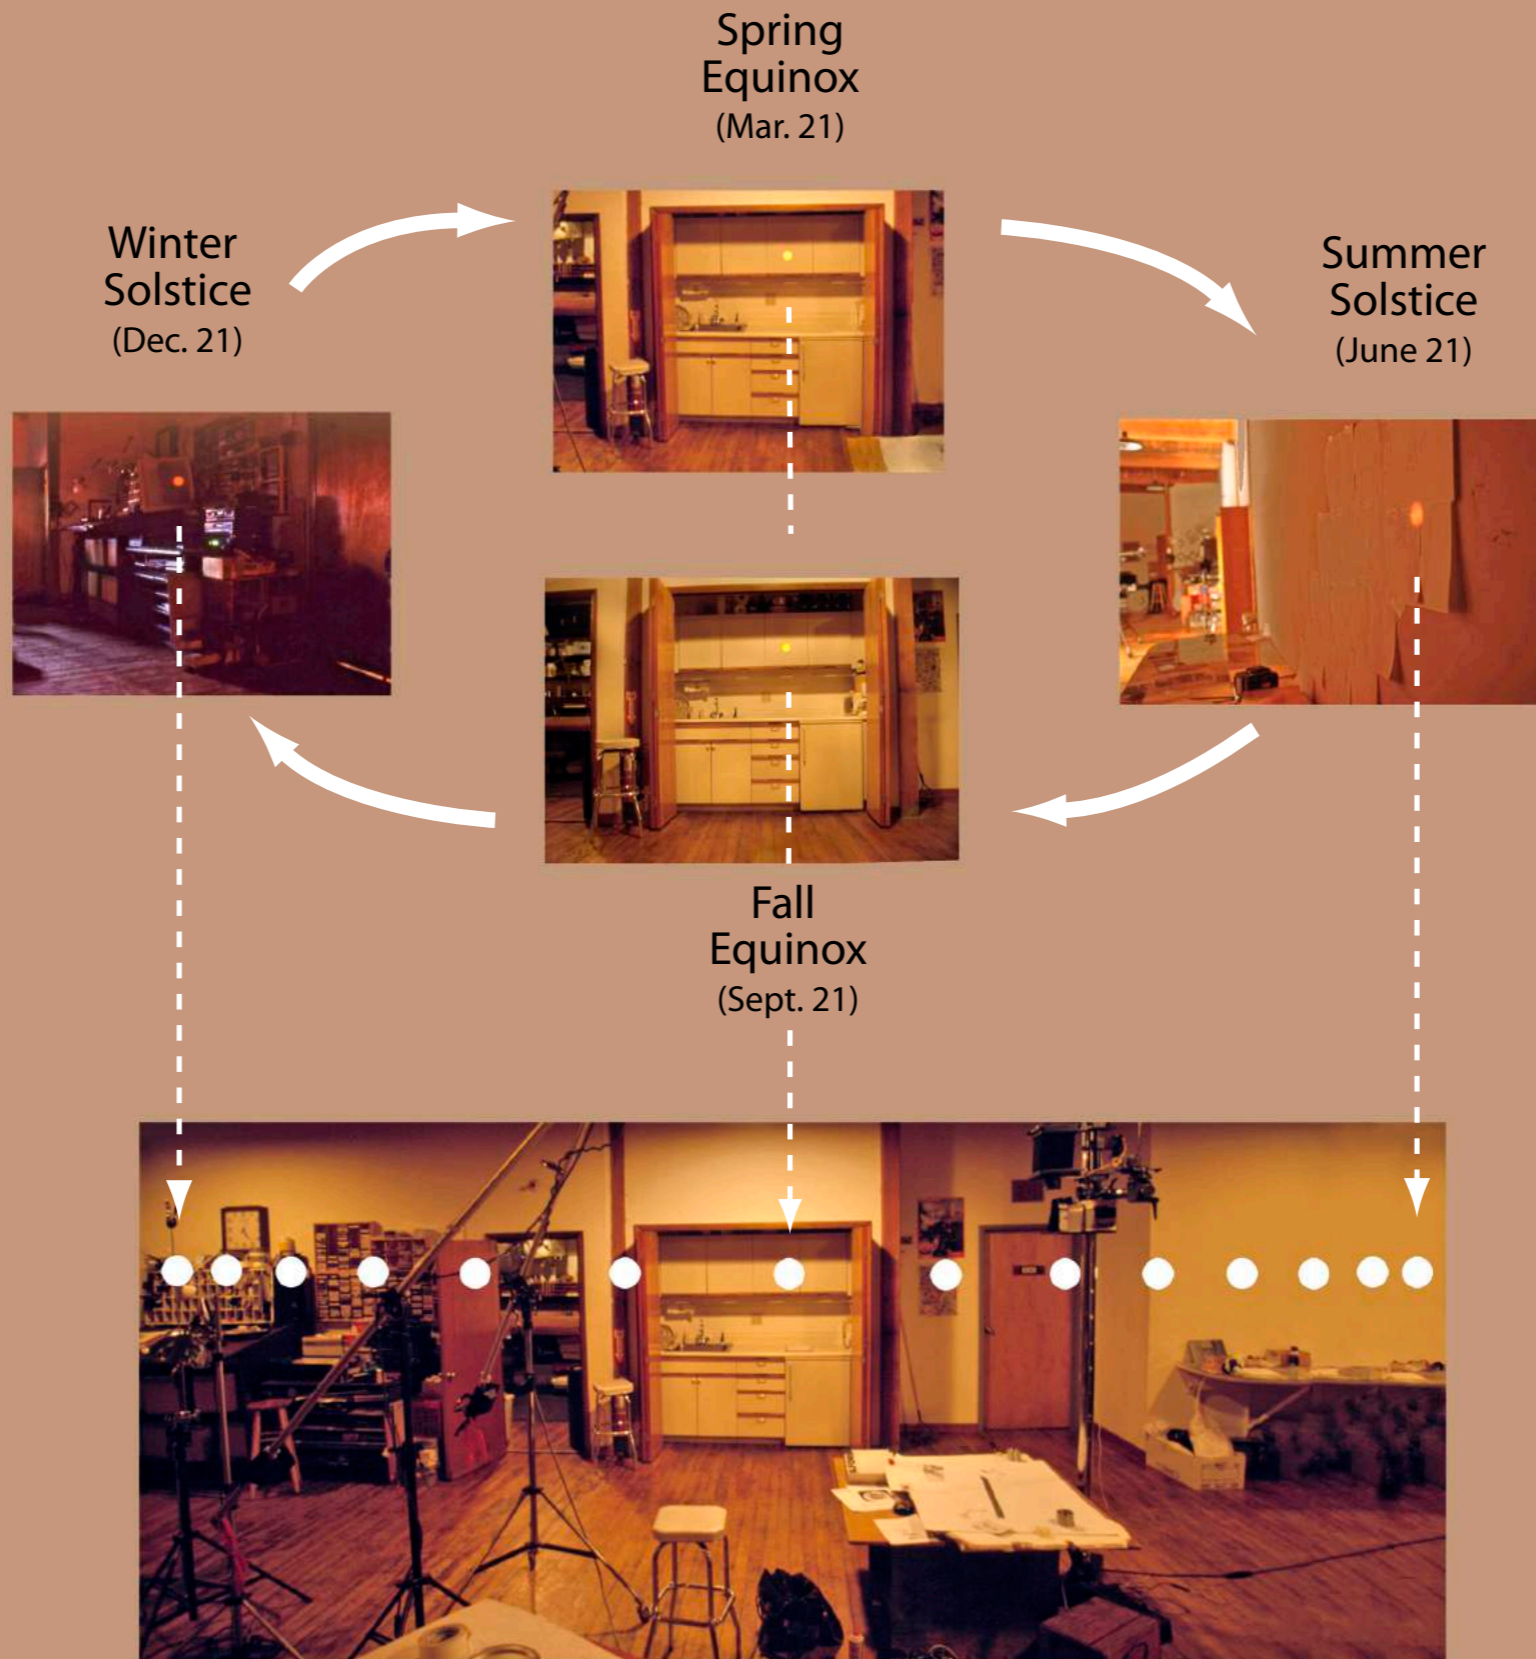 Spring
Equinox
(Mar. 21)
Winter
Solstice
(Dec. 21)
Summer
Solstice
(June 21)
Fall
Equinox
(Sept. 21)